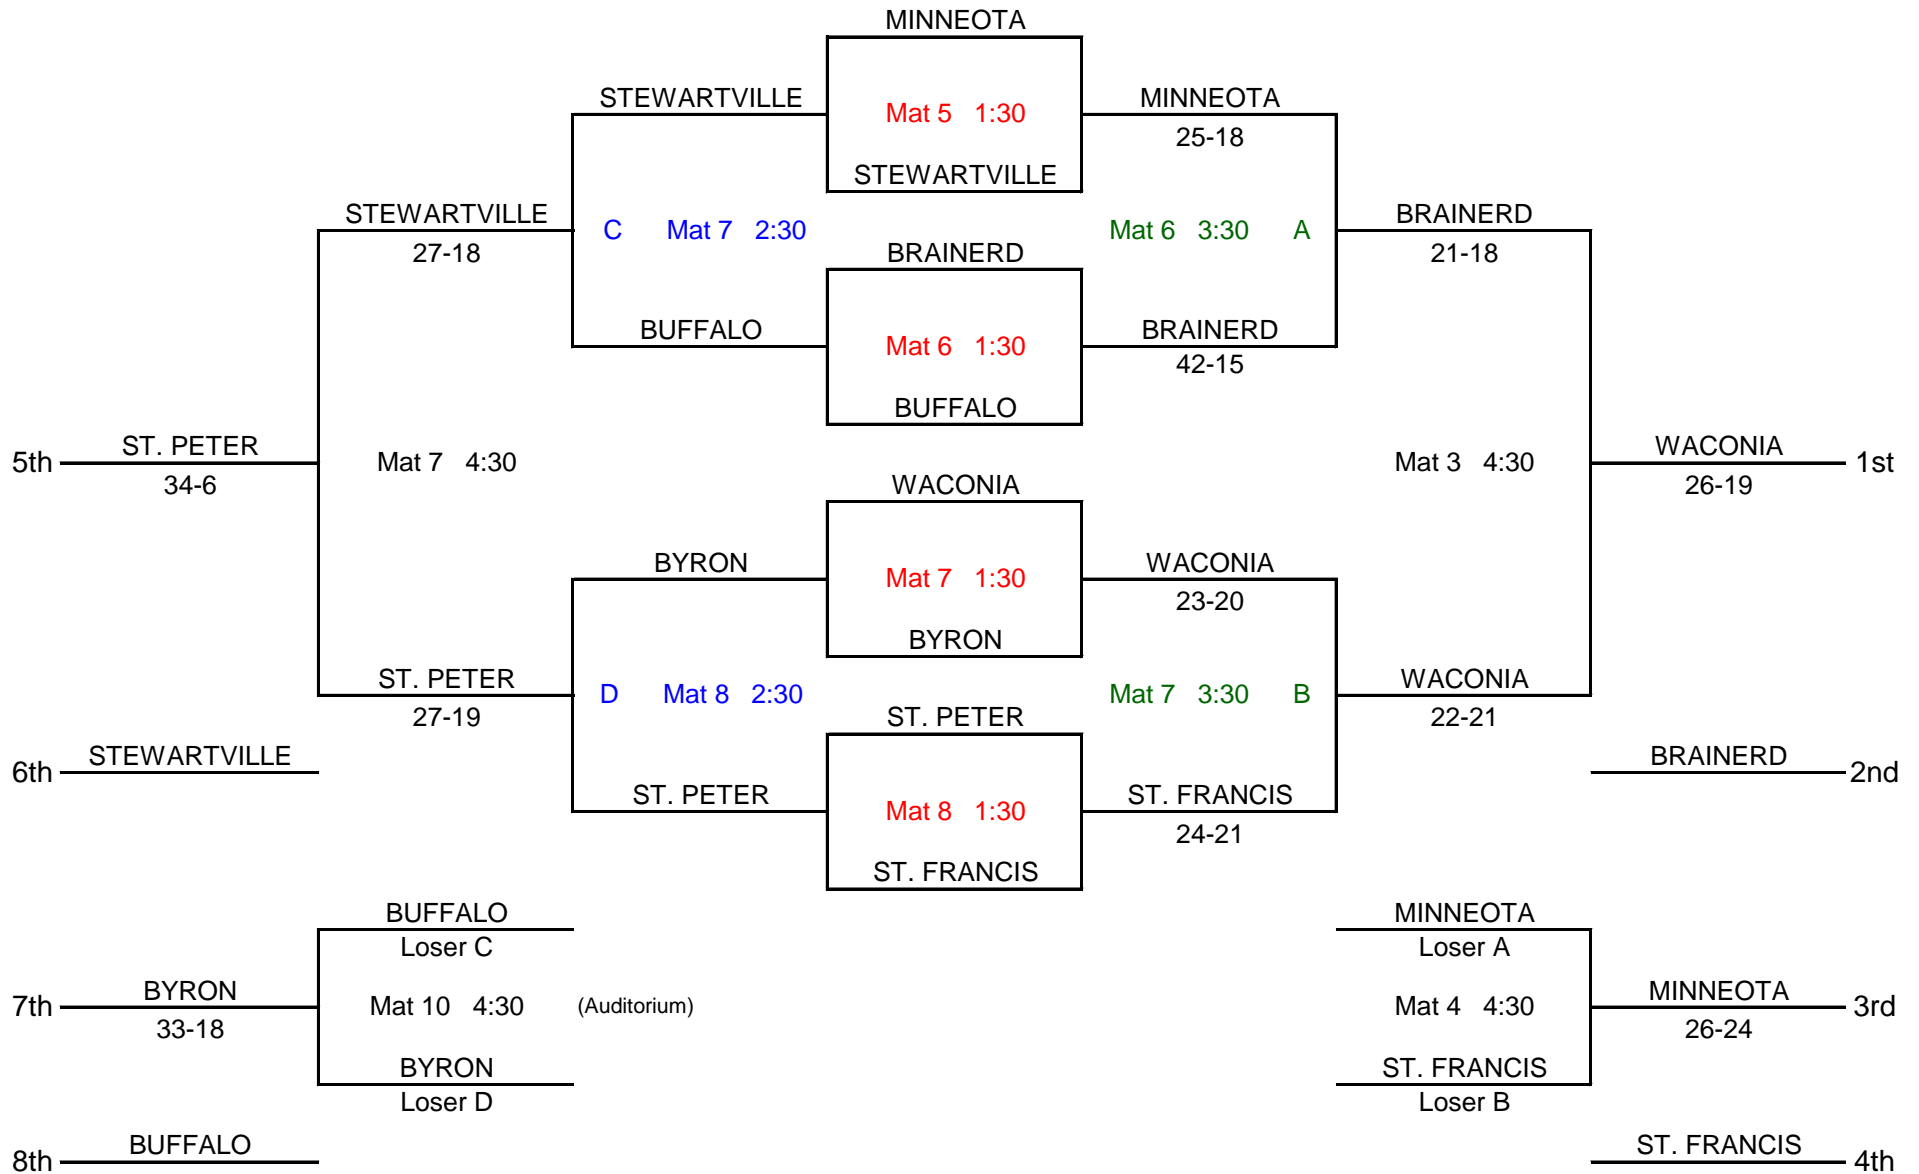 MINNEOTA
STEWARTVILLE
Mat 5 1:30
MINNEOTA
25-18
STEWARTVILLE
STEWARTVILLE
27-18
C Mat 7 2:30
Mat 6 3:30 A
BRAINERD
21-18
BRAINERD
BUFFALO
Mat 6 1:30
BRAINERD
42-15
BUFFALO
5th
ST. PETER
34-6
Mat 7 4:30
Mat 3 4:30
WACONIA
26-19
1st
WACONIA
BYRON
Mat 7 1:30
WACONIA
23-20
BYRON
ST. PETER
27-19
D Mat 8 2:30
Mat 7 3:30 B
WACONIA
22-21
ST. PETER
6th
STEWARTVILLE
BRAINERD
2nd
ST. PETER
Mat 8 1:30
ST. FRANCIS
24-21
ST. FRANCIS
BUFFALO
Loser C
MINNEOTA
Loser A
7th
BYRON
33-18
Mat 10 4:30 (Auditorium)
Mat 4 4:30
MINNEOTA
26-24
3rd
BYRON
Loser D
ST. FRANCIS
Loser B
8th
BUFFALO
ST. FRANCIS
4th